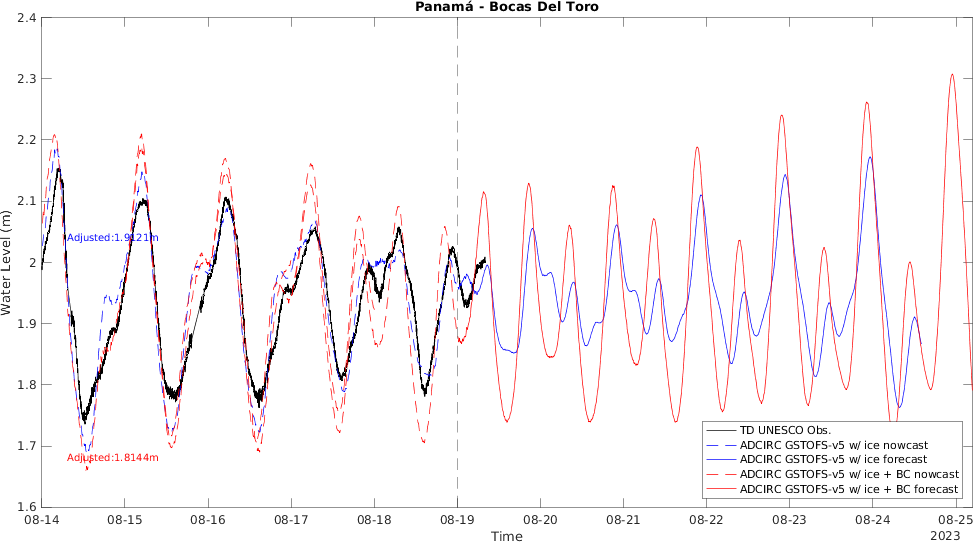 Panamá - Bocas Del Toro
2.4
2.3
2.2
2.1
2
1.9
1.8
1.7
1.6
Water Level (m)
Adjusted:1.9121m
Adjusted:1.8144m
TD UNESCO Obs.
ADCIRC GSTOFS-v5 w/ ice nowcast
ADCIRC GSTOFS-v5 w/ ice forecast
ADCIRC GSTOFS-v5 w/ ice + BC nowcast
ADCIRC GSTOFS-v5 w/ ice + BC forecast
08-14 08-15 08-16 08-17 08-18 08-19 08-20 08-21 08-22 08-23 08-24 08-25
Time
2023